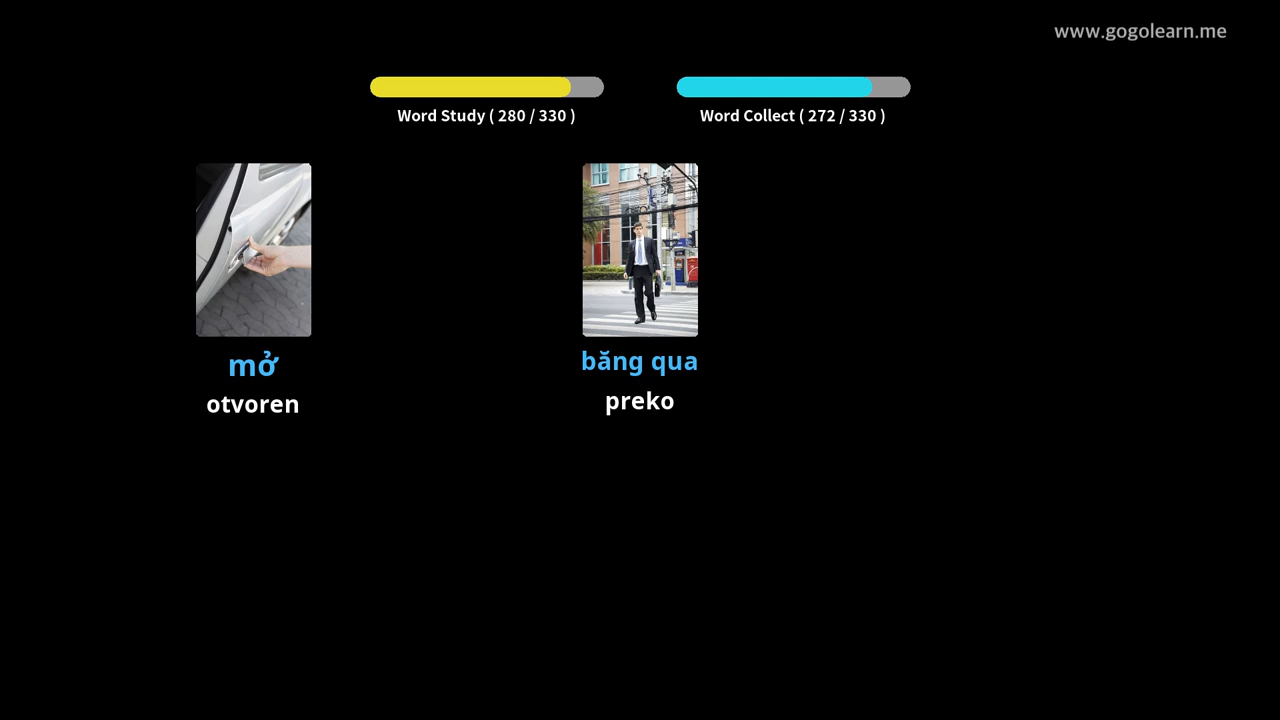 www.gogolearn.me
Word Study ( 280 / 330 )
Word Collect ( 272 / 330 )
mở
otvoren
băng qua
preko